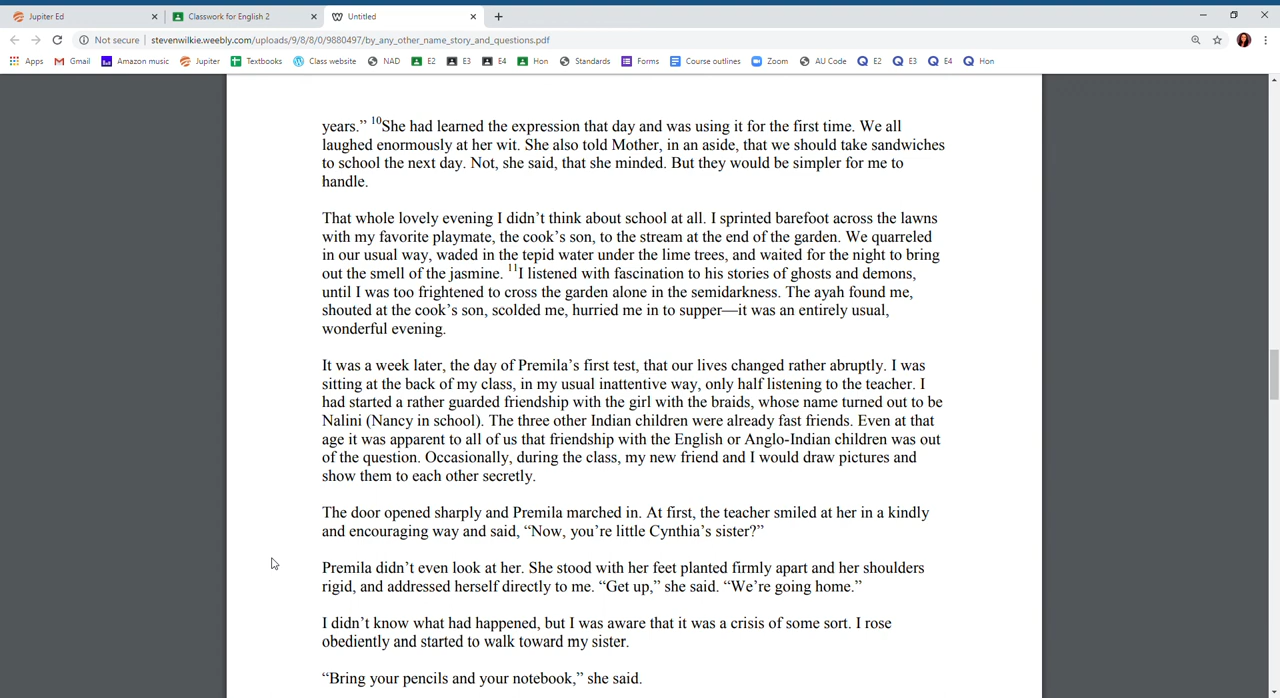 Jupiter Ed
Classwork for English 2
Untitled
Not secure | stevenwilkie.weebly.com/uploads/9/8/8/0/9880497/by_any_other_name_story_and_questions.pdf
Apps Gmail Amazon music Jupiter Textbooks Class website NAD E2 E3 E4 Hon Standards Forms Course outlines Zoom AU Code E2 E3 E4 Hon
years.” 10She had learned the expression that day and was using it for the first time. We all
laughed enormously at her wit. She also told Mother, in an aside, that we should take sandwiches
to school the next day. Not, she said, that she minded. But they would be simpler for me to
handle.
That whole lovely evening I didn’t think about school at all. I sprinted barefoot across the lawns
with my favorite playmate, the cook’s son, to the stream at the end of the garden. We quarreled
in our usual way, waded in the tepid water under the lime trees, and waited for the night to bring
out the smell of the jasmine. 11I listened with fascination to his stories of ghosts and demons,
until I was too frightened to cross the garden alone in the semidarkness. The ayah found me,
shouted at the cook’s son, scolded me, hurried me in to supper—it was an entirely usual,
wonderful evening.
It was a week later, the day of Premila’s first test, that our lives changed rather abruptly. I was
sitting at the back of my class, in my usual inattentive way, only half listening to the teacher. I
had started a rather guarded friendship with the girl with the braids, whose name turned out to be
Nalini (Nancy in school). The three other Indian children were already fast friends. Even at that
age it was apparent to all of us that friendship with the English or Anglo-Indian children was out
of the question. Occasionally, during the class, my new friend and I would draw pictures and
show them to each other secretly.
The door opened sharply and Premila marched in. At first, the teacher smiled at her in a kindly
and encouraging way and said, “Now, you’re little Cynthia’s sister?”
Premila didn’t even look at her. She stood with her feet planted firmly apart and her shoulders
rigid, and addressed herself directly to me. “Get up,” she said. “We’re going home.”
I didn’t know what had happened, but I was aware that it was a crisis of some sort. I rose
obediently and started to walk toward my sister.
“Bring your pencils and your notebook,” she said.